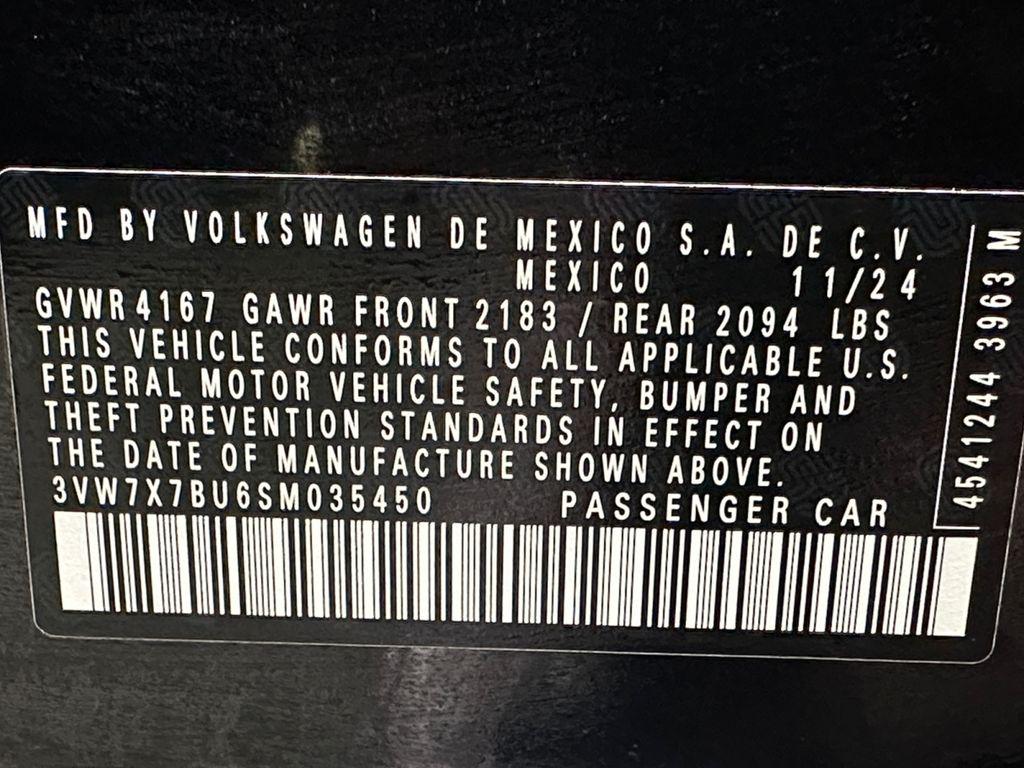 MFD BY VOLKSWAGEN DE MEXICO S.A. DE C.V.
MEXICO 11/24
GVWR 4167 GAWR FRONT 2183 / REAR 2094 LBS
THIS VEHICLE CONFORMS TO ALL APPLICABLE U.S.
FEDERAL MOTOR VEHICLE SAFETY, BUMPER AND
THEFT PREVENTION STANDARDS IN EFFECT ON
THE DATE OF MANUFACTURE SHOWN ABOVE.
3VW7X7BU6SM035450 PASSENGER CAR
4541244 3963 M